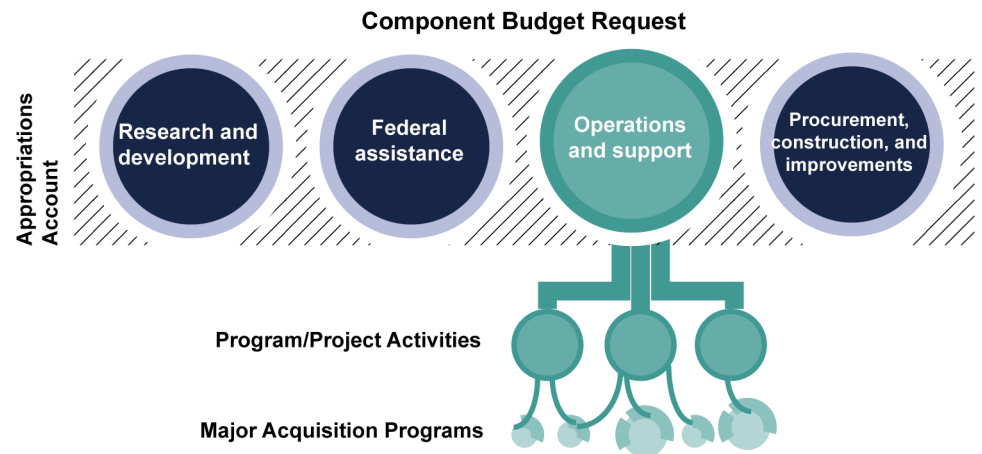 Component Budget Request
Appropriations
Account
Research and
development
Federal
assistance
Operations
and support
Procurement,
construction, and
improvements
Program/Project Activities
Major Acquisition Programs